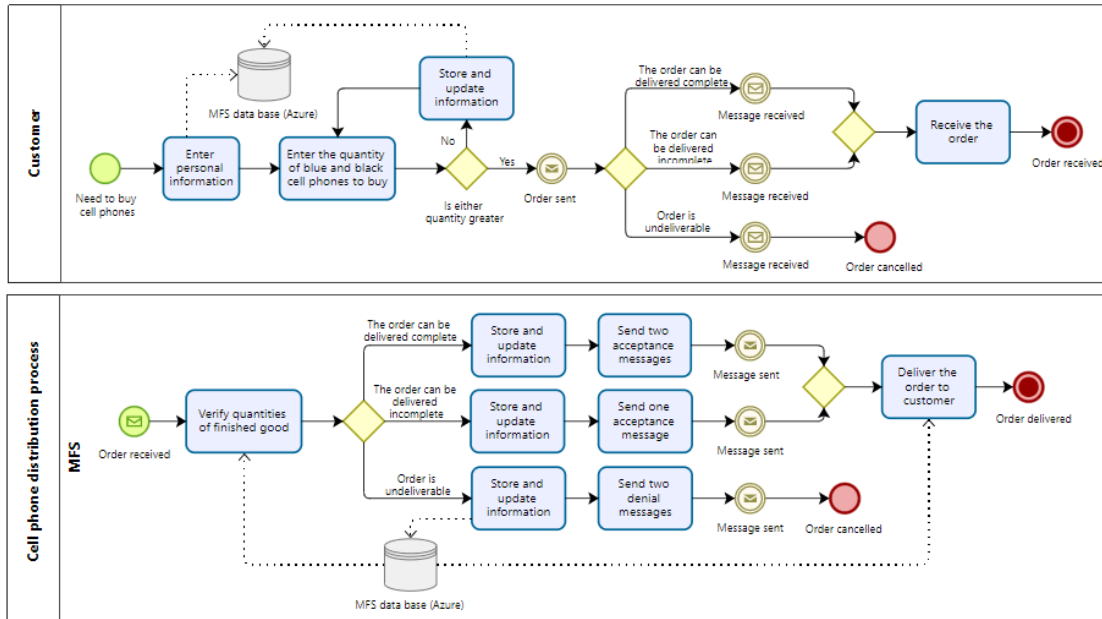 Customer
Need to buy
cell phones
Enter
personal
information
MFS data base (Azure)
Enter the quantity
of blue and black
cell phones to buy
Store and
update
information
No
Yes
Is either
quantity greater
Order sent
The order can be
delivered complete
Message received
The order can
be delivered
incomplete
Message received
Order is
undeliverable
Message received
Order cancelled
Receive the
order
Order received
Cell phone distribution process
MFS
Order received
Verify quantities
of finished good
The order can be
delivered complete
Store and
update
information
Send two
acceptance
messages
Message sent
The order can be
delivered
incomplete
Store and
update
information
Send one
acceptance
message
Message sent
Order is
undeliverable
Store and
update
information
Send two
denial
messages
Message sent
Order cancelled
Deliver the
order to
customer
Order delivered
MFS data base (Azure)